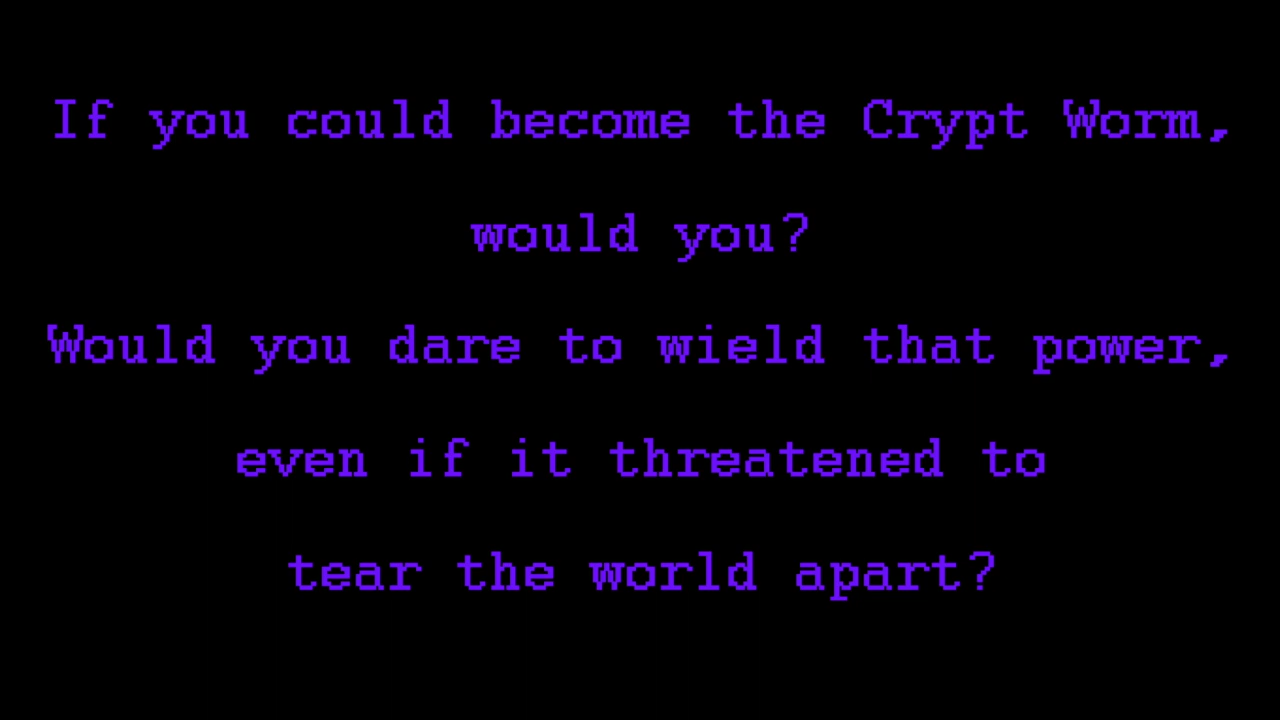 If you could become the Crypt Worm,
would you?
Would you dare to wield that power,
even if it threatened to
tear the world apart?